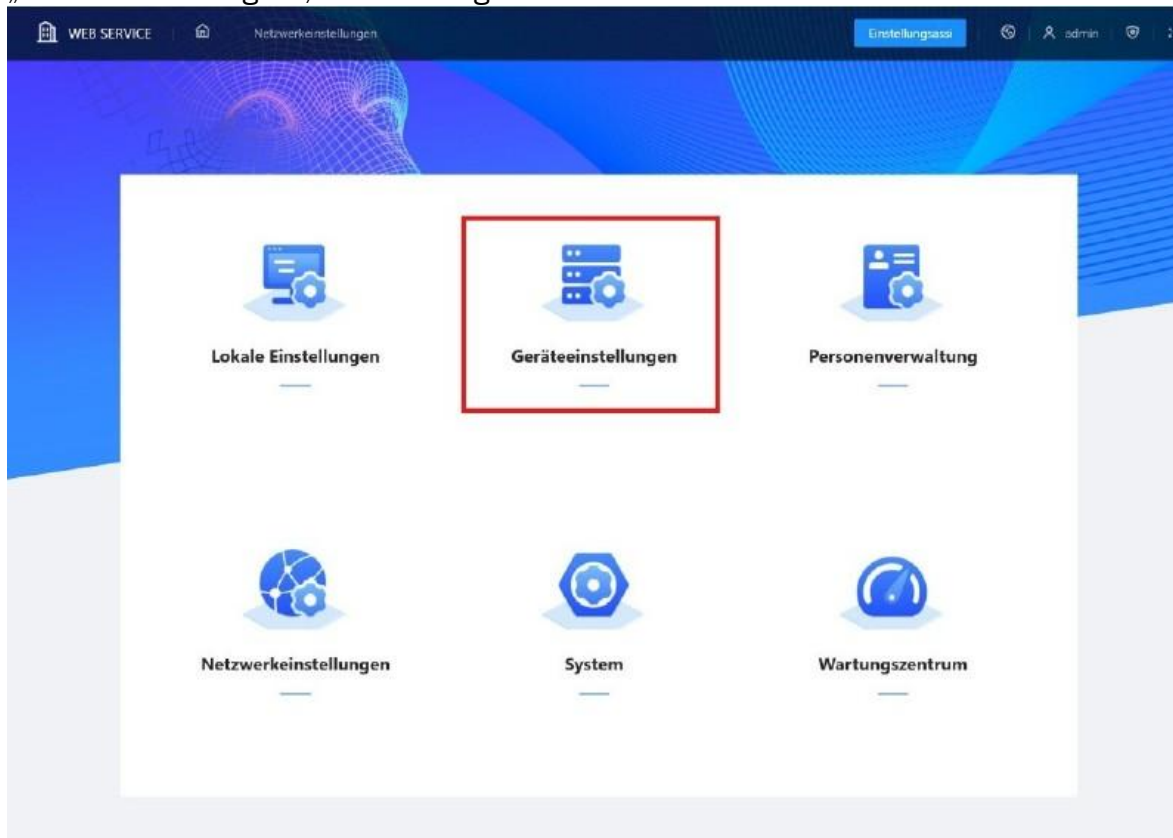 WEB SERVICE
Netzwerkeinstellungen
Einstellungsassi
admin
Lokale Einstellungen
Geräteeinstellungen
Personenverwaltung
Netzwerkeinstellungen
System
Wartungszentrum